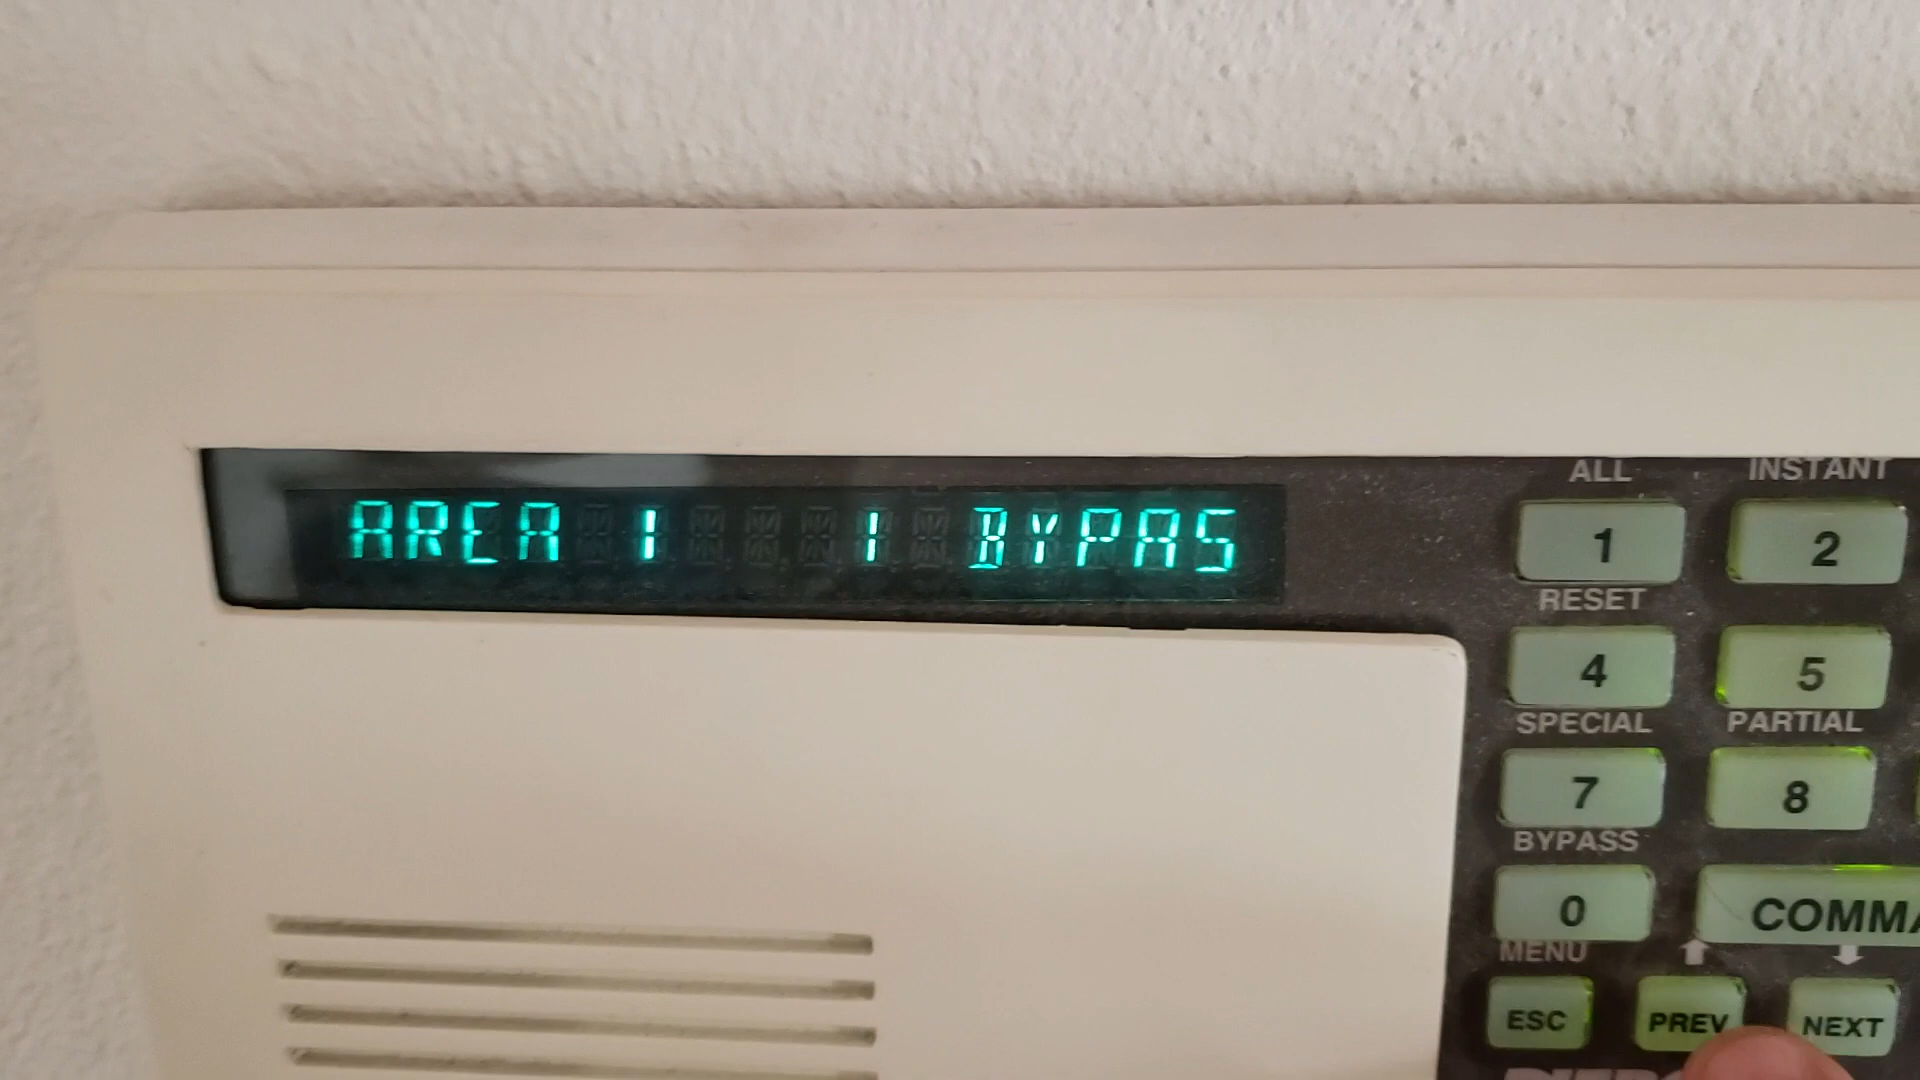 AREA 1 1 BYPAS
ALL INSTANT
1 2
RESET
4 5
SPECIAL PARTIAL
7 8
BYPASS
0
MENU
ESC PREV NEXT